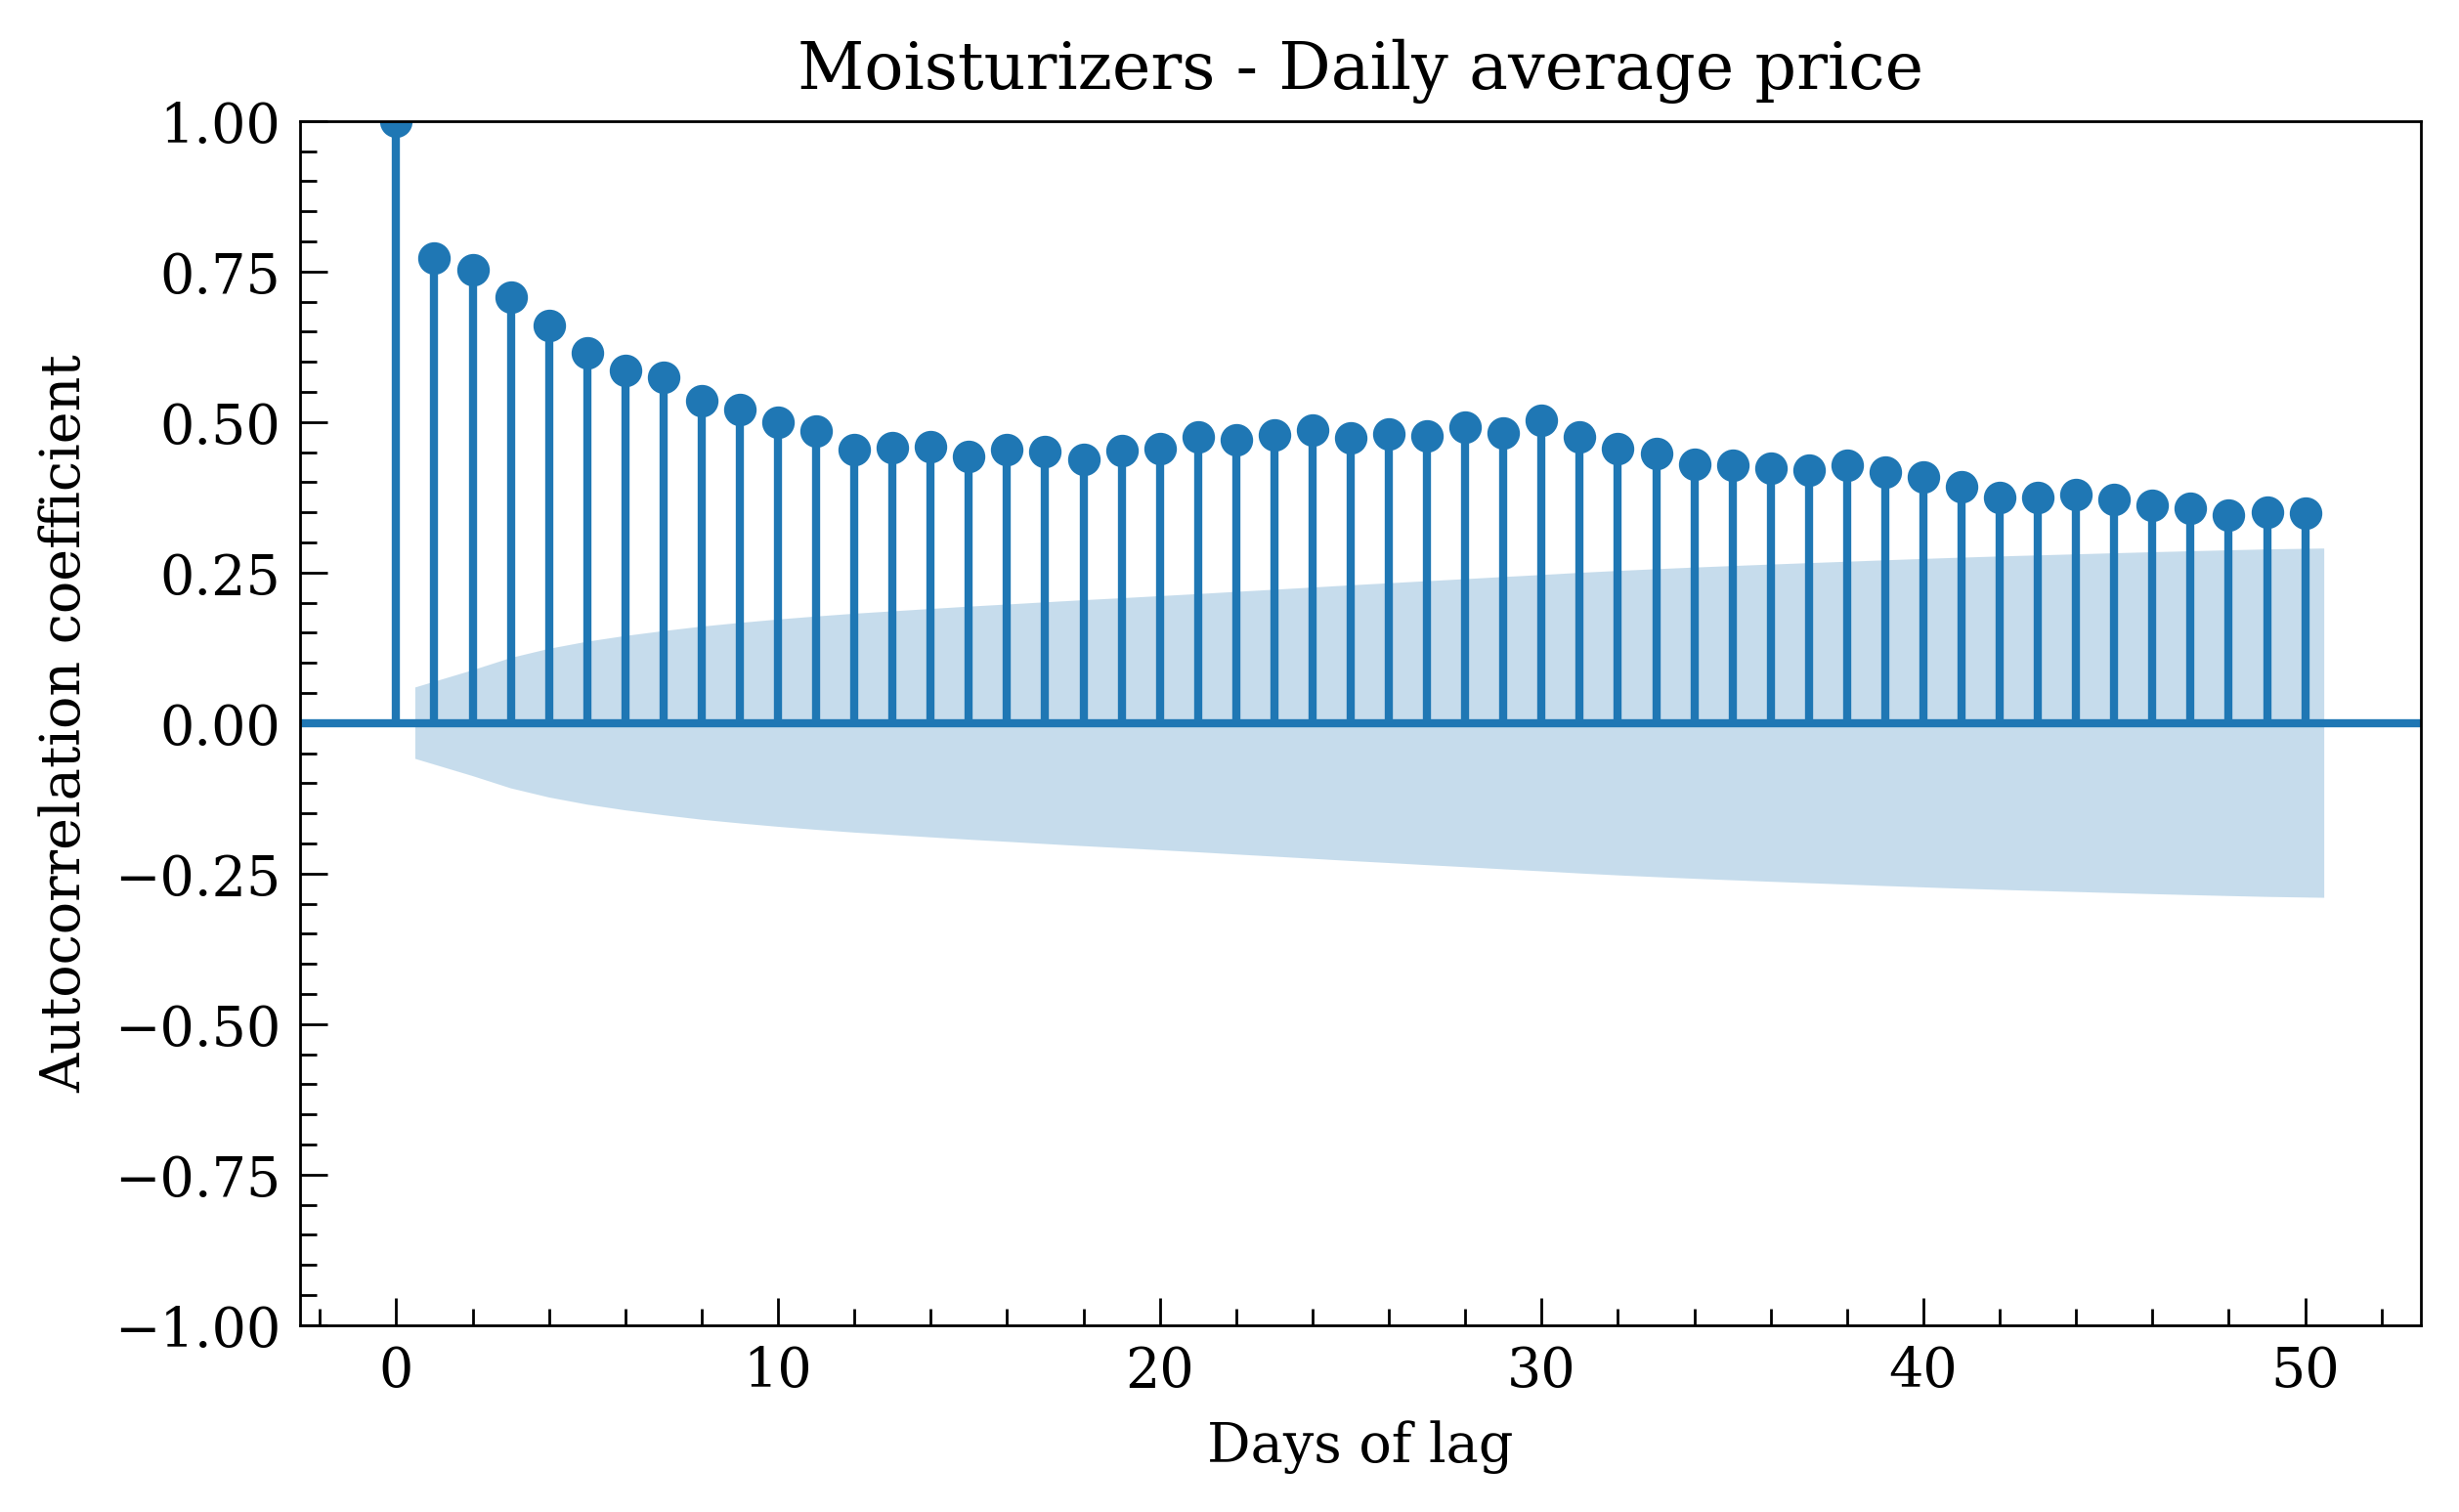 Moisturizers - Daily average price
1.00
0.75
0.50
0.25
0.00
−0.25
−0.50
−0.75
−1.00
Autocorrelation coefficient
0 10 20 30 40 50
Days of lag